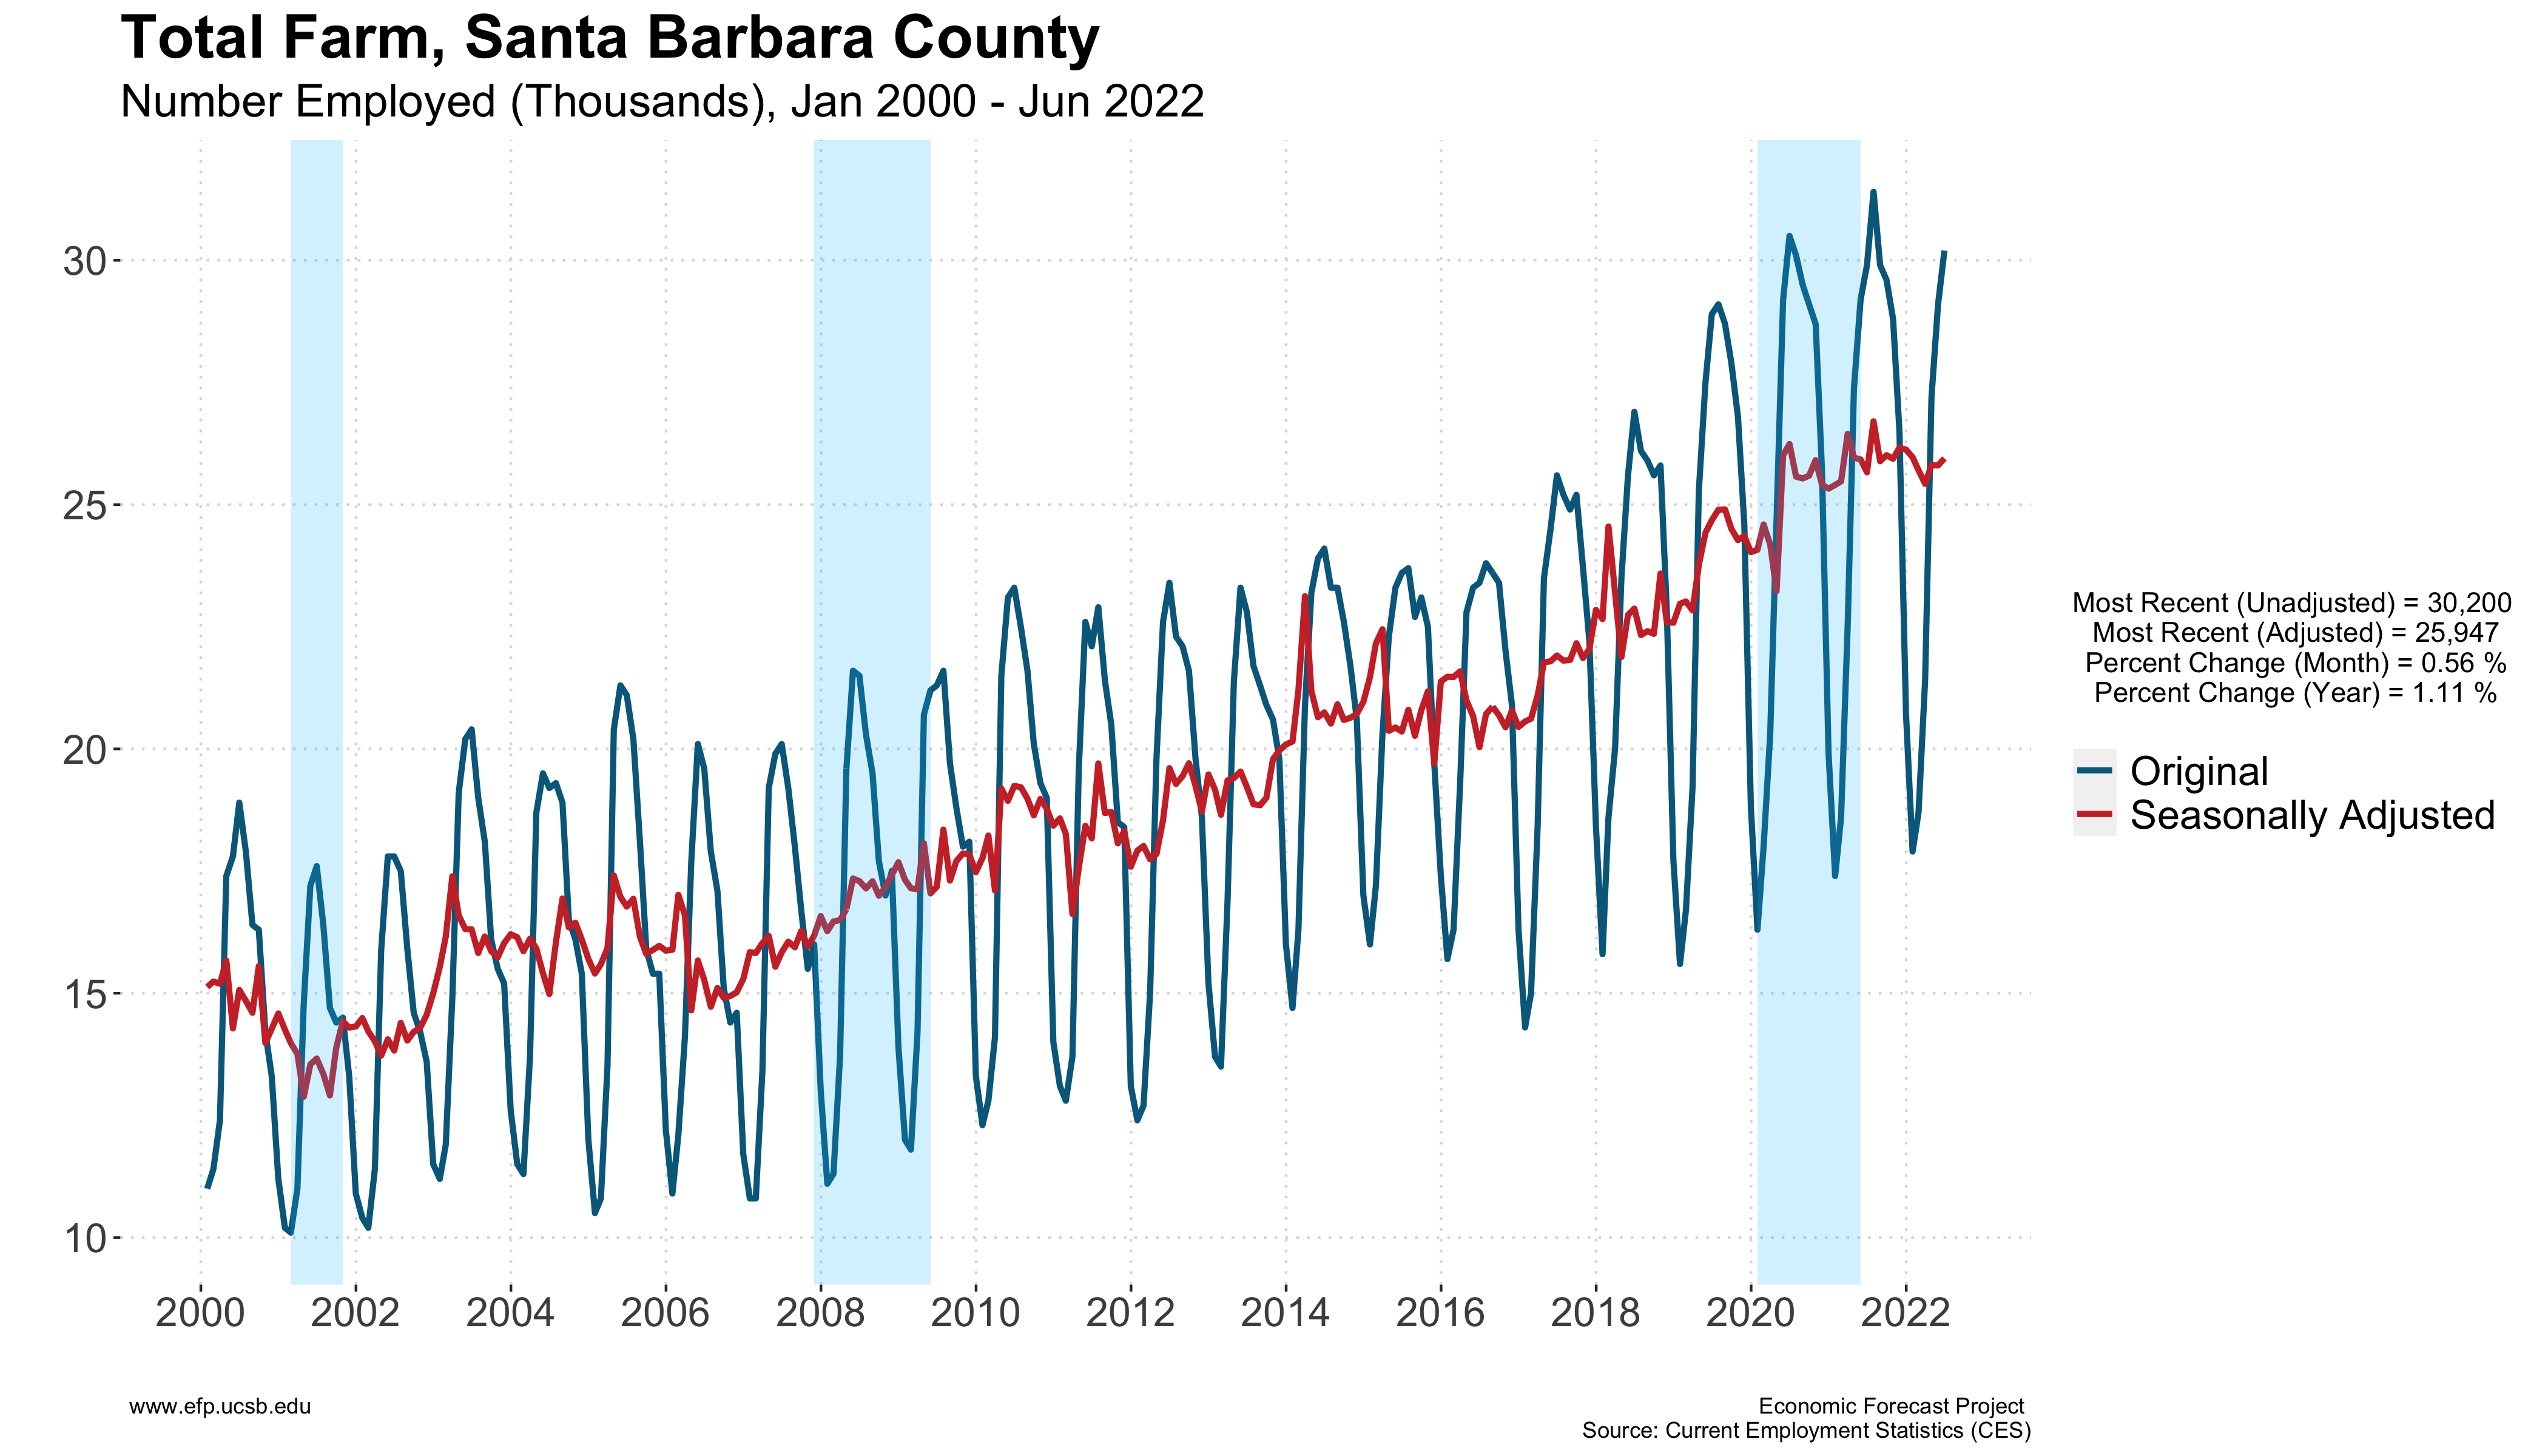 Total Farm, Santa Barbara County
Number Employed (Thousands), Jan 2000 - Jun 2022
30
25
20
15
10
2000 2002 2004 2006 2008 2010 2012 2014 2016 2018 2020 2022
Most Recent (Unadjusted) = 30,200
Most Recent (Adjusted) = 25,947
Percent Change (Month) = 0.56 %
Percent Change (Year) = 1.11 %
Original
Seasonally Adjusted
www.efp.ucsb.edu
Economic Forecast Project
Source: Current Employment Statistics (CES)